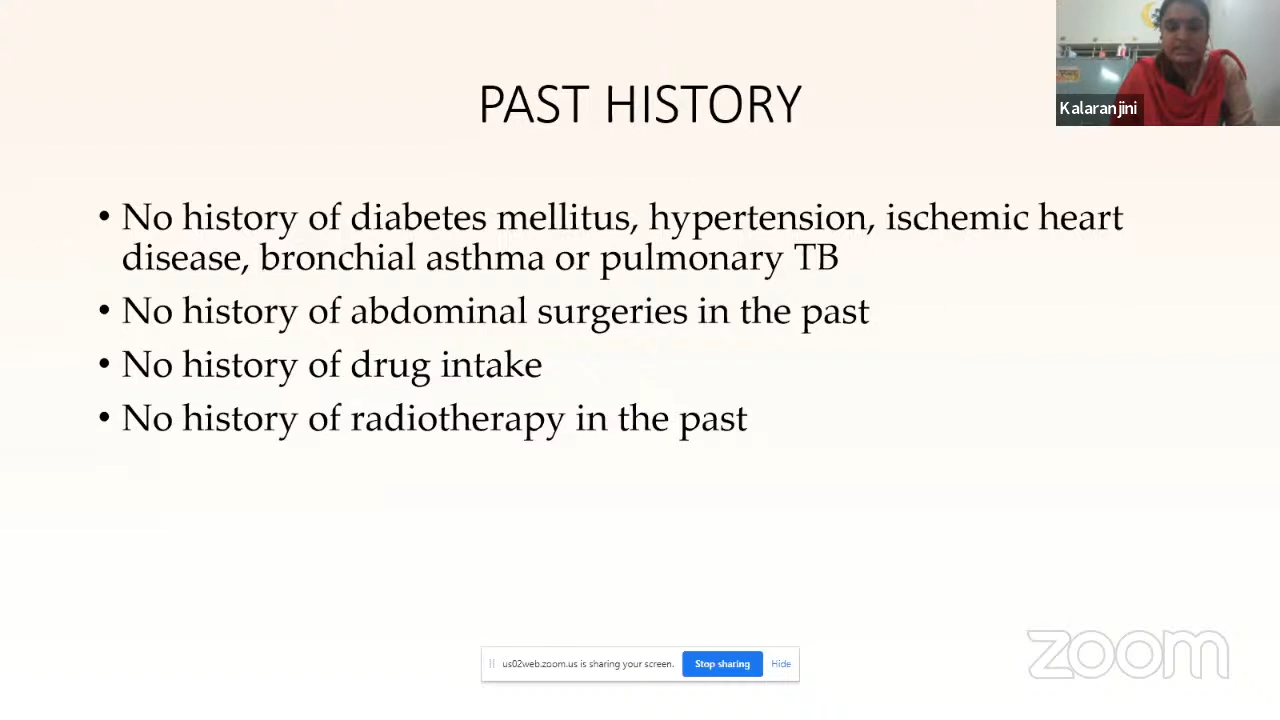 PAST HISTORY
Kalaranjini
• No history of diabetes mellitus, hypertension, ischemic heart
disease, bronchial asthma or pulmonary TB
• No history of abdominal surgeries in the past
• No history of drug intake
• No history of radiotherapy in the past
us02web.zoom.us is sharing your screen. Stop sharing Hide
zoom